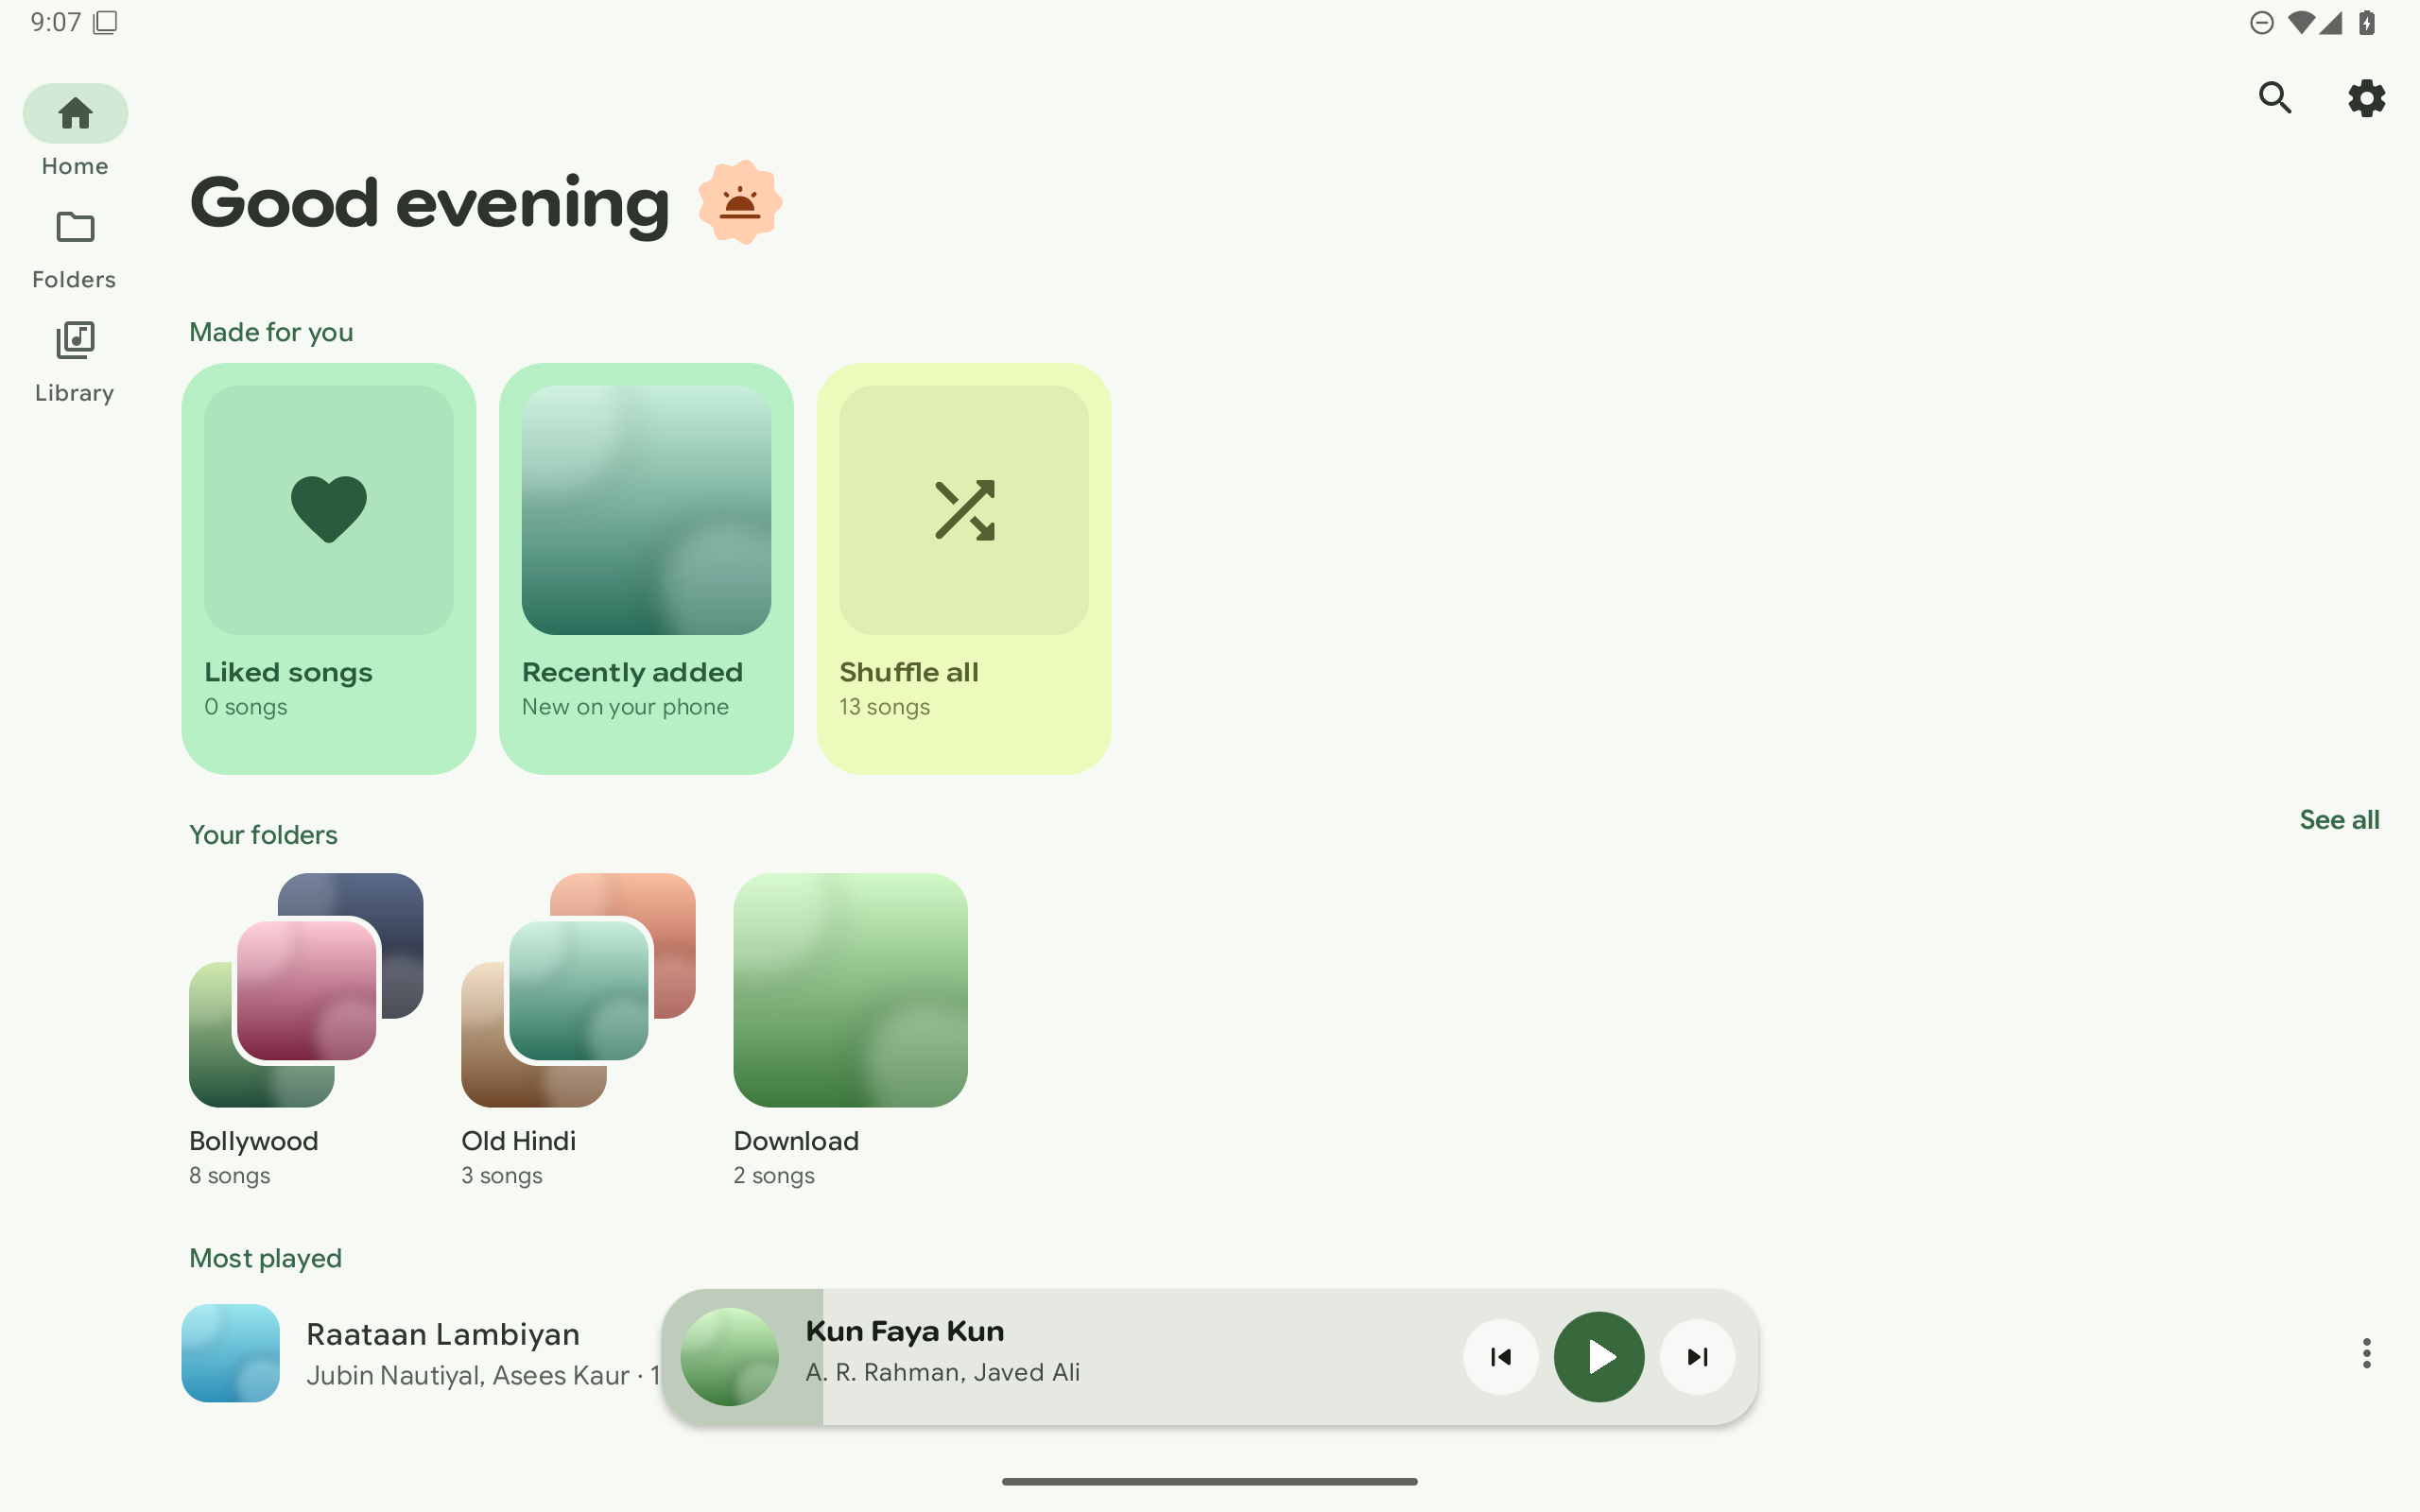 9:07
Home
Folders
Library
Good evening
Made for you
Liked songs
0 songs
Recently added
New on your phone
Shuffle all
13 songs
Your folders
See all
Bollywood
8 songs
Old Hindi
3 songs
Download
2 songs
Most played
Raataan Lambiyan
Jubin Nautiyal, Asees Kaur · 1
Kun Faya Kun
A. R. Rahman, Javed Ali